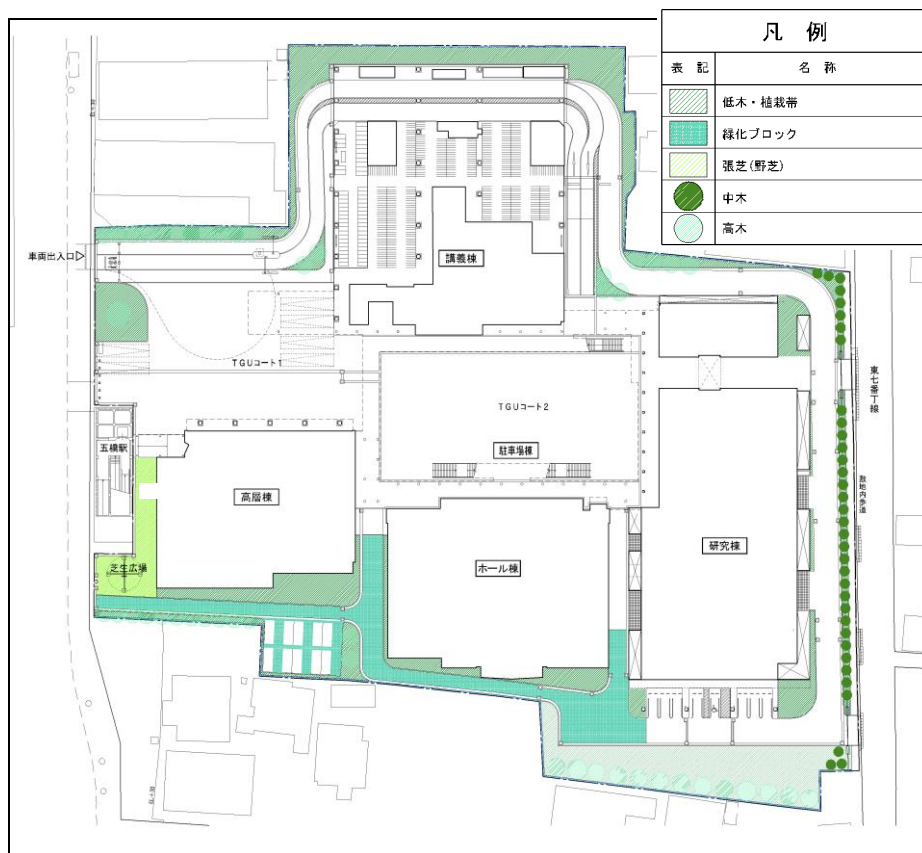 凡 例
表 記
名 称
低木・植栽帯
緑化ブロック
張芝(野芝)
中木
高木
車両出入口
講義棟
TGUコート1
TGUコート2
東七番丁線
五橋駅
駐車場棟
高層棟
敷地内歩道
研究棟
ホール棟
芝生広場